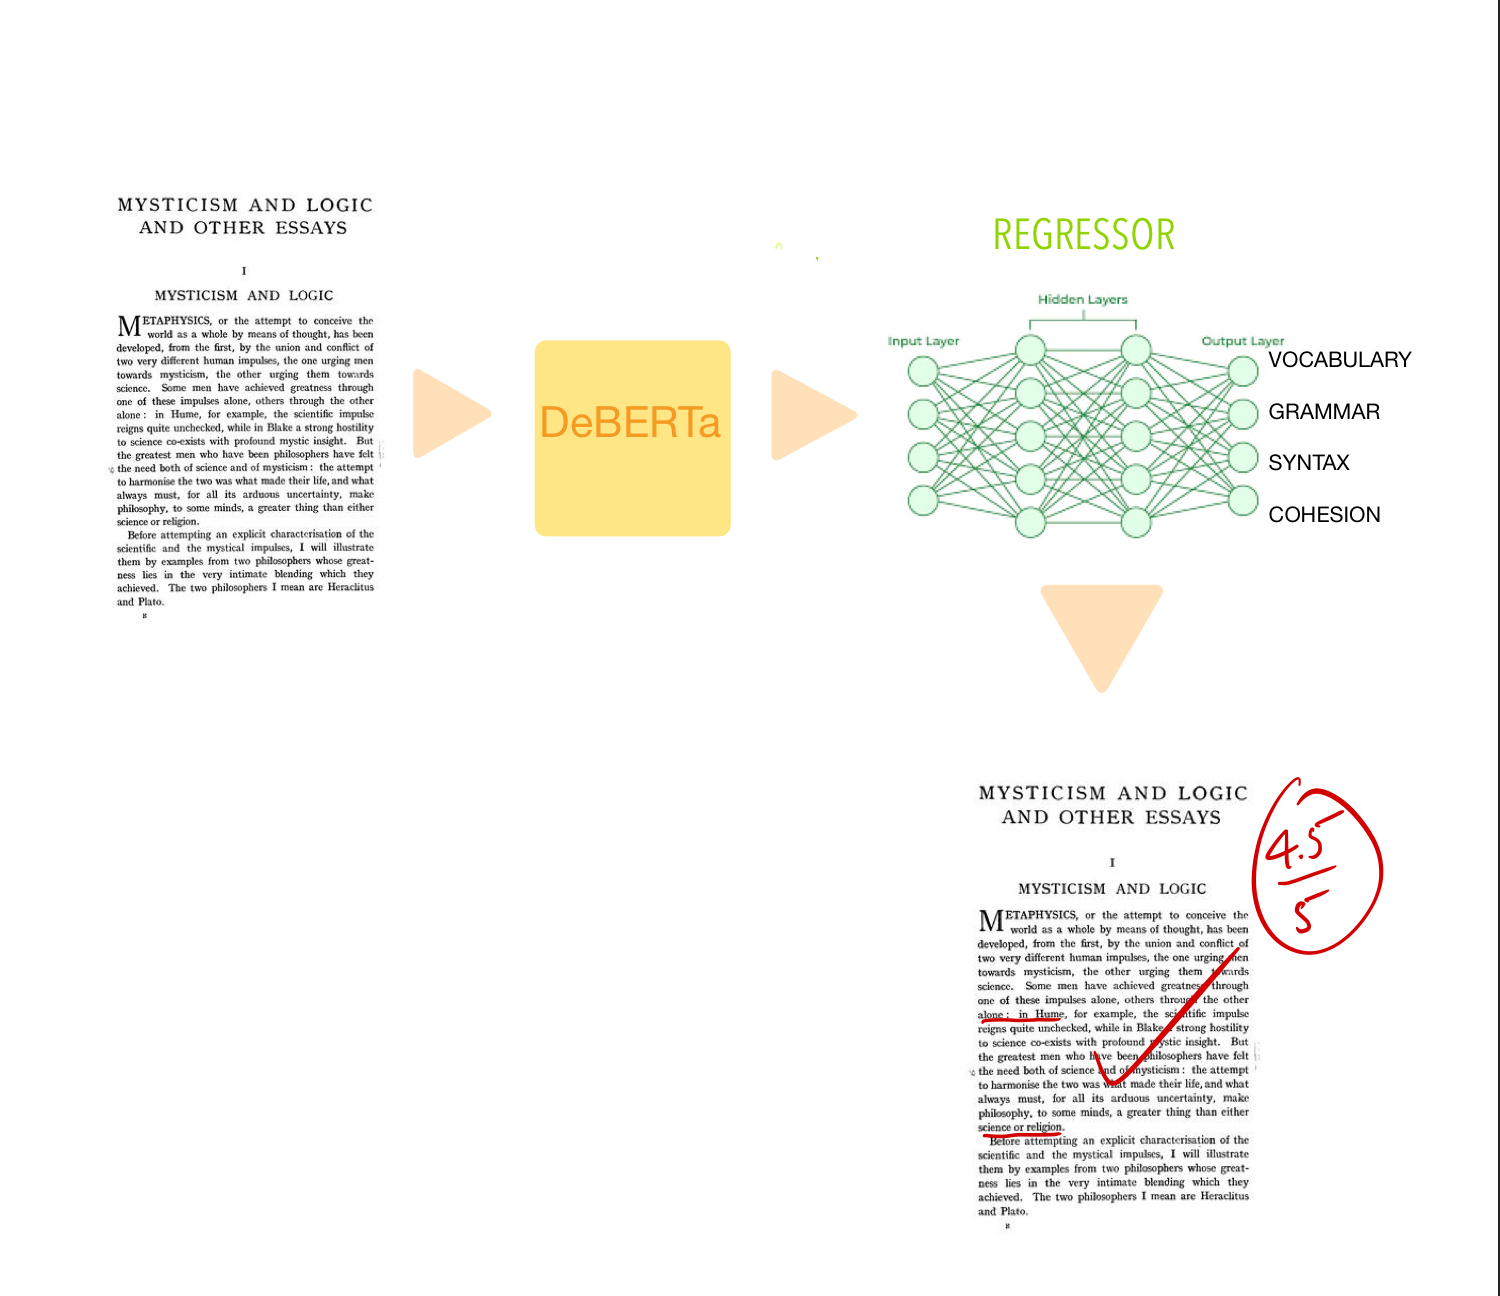 MYSTICISM AND LOGIC
AND OTHER ESSAYS
I
MYSTICISM AND LOGIC
METAPHYSICS, or the attempt to conceive the
world as a whole by means of thought, has been
developed, from the first, by the union and conflict of
two very different human impulses, the one urging men
towards mysticism, the other urging them towards
science. Some men have achieved greatness through
one of these impulses alone, others through the other
alone: in Hume, for example, the scientific impulse
reigns quite unchecked, while in Blake a strong hostility
to science co-exists with profound mystic insight. But
the greatest men who have been philosophers have felt
the need both of science and of mysticism: the attempt
to harmonise the two was what made their life, and what
always must, for all its arduous uncertainty, make
philosophy, to some minds, a greater thing than either
science or religion.
Before attempting an explicit characterisation of the
scientific and the mystical impulses, I will illustrate
them by examples from two philosophers whose great-
ness lies in the very intimate blending which they
achieved. The two philosophers I mean are Heraclitus
and Plato.
B
DeBERTa
REGRESSOR
Hidden Layers
Input Layer
Output Layer
VOCABULARY
GRAMMAR
SYNTAX
COHESION
MYSTICISM AND LOGIC
AND OTHER ESSAYS
I
MYSTICISM AND LOGIC
METAPHYSICS, or the attempt to conceive the
world as a whole by means of thought, has been
developed, from the first, by the union and conflict of
two very different human impulses, the one urging men
towards mysticism, the other urging them towards
science. Some men have achieved greatness through
one of these impulses alone, others through the other
alone: in Hume, for example, the scientific impulse
reigns quite unchecked, while in Blake a strong hostility
to science co-exists with profound mystic insight. But
the greatest men who have been philosophers have felt
the need both of science and of mysticism: the attempt
to harmonise the two was what made their life, and what
always must, for all its arduous uncertainty, make
philosophy, to some minds, a greater thing than either
science or religion.
Before attempting an explicit characterisation of the
scientific and the mystical impulses, I will illustrate
them by examples from two philosophers whose great-
ness lies in the very intimate blending which they
achieved. The two philosophers I mean are Heraclitus
and Plato.
B
4.5
5